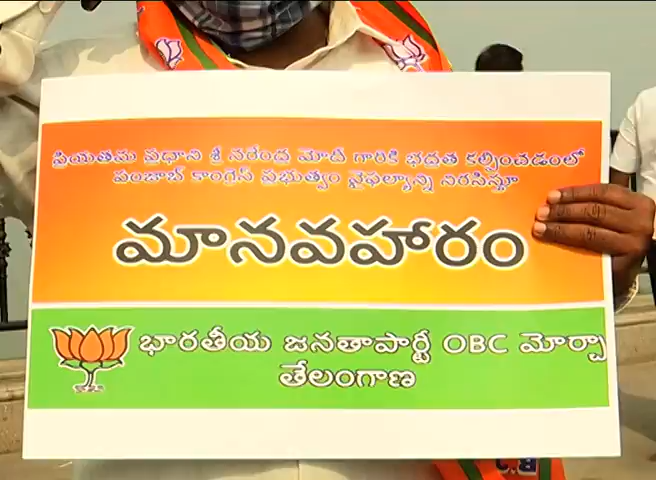 ప్రియతమ ప్రధాని శ్రీ నరేంద్ర మోదీ గారికి భద్రత కల్పించడంలో
పంజాబ్ కాంగ్రెస్ ప్రభుత్వం వైఫల్యాన్ని నిరసిస్తూ
మానవహారం
భారతీయ జనతాపార్టీ OBC మోర్చా
తెలంగాణ